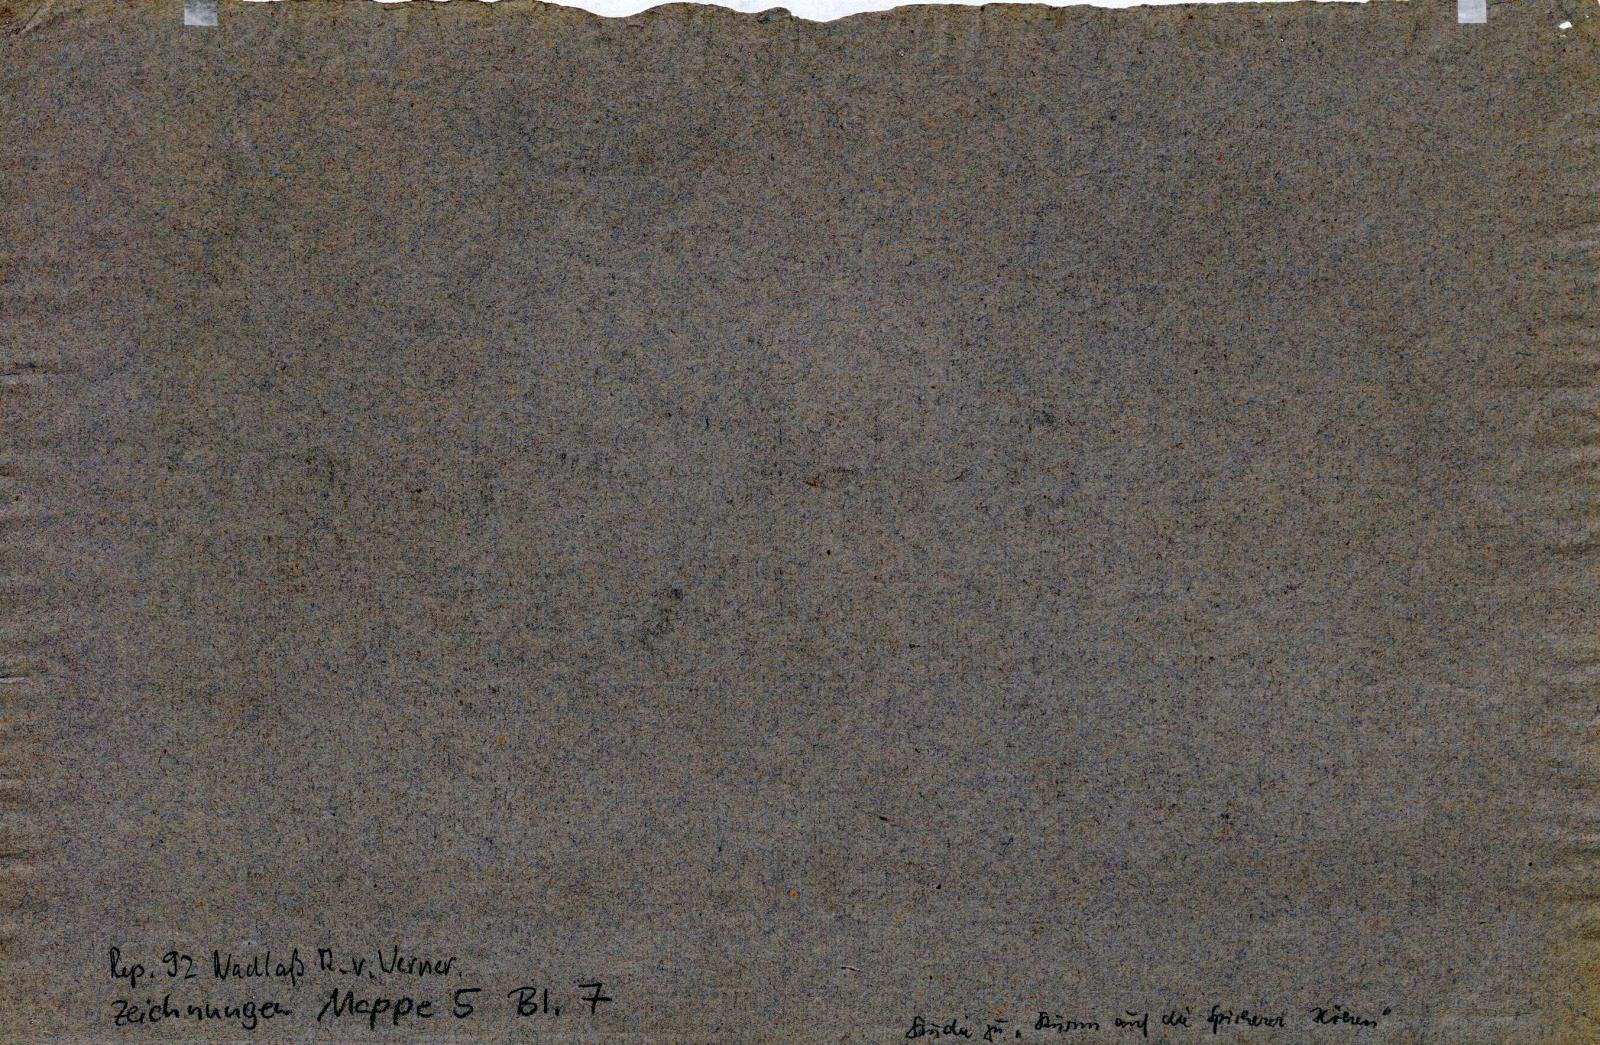 Rep. 92 Nachlaß A. v. Werner.
Zeichnungen Mappe 5 Bl. 7
Studie zu „Sturm auf die Spicherer Höhen"